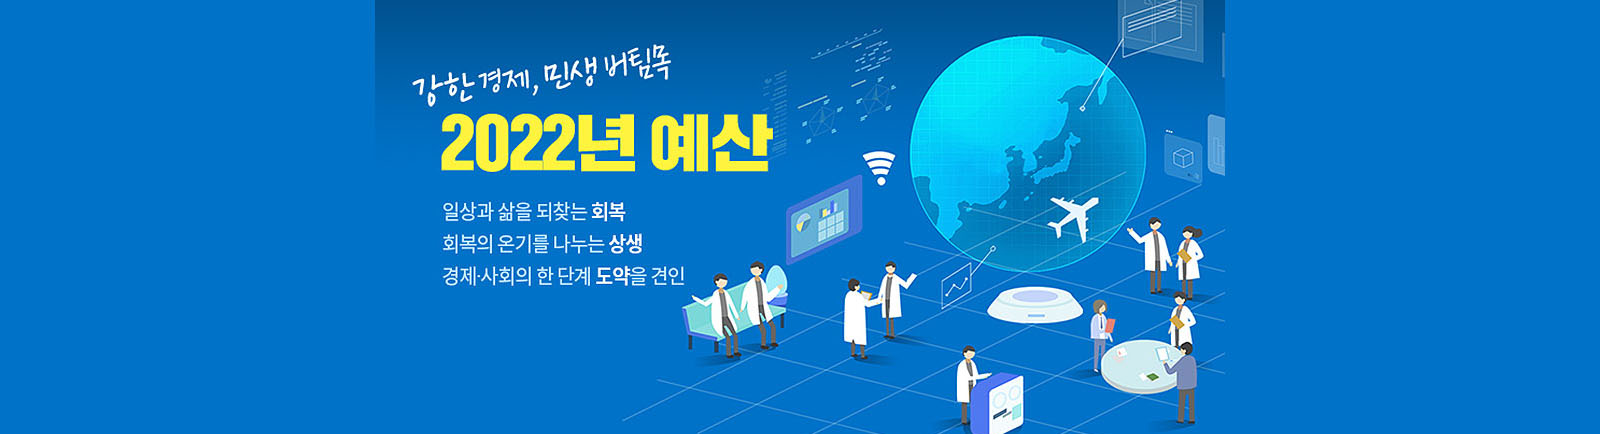 강한경제, 민생 버팀목
2022년 예산
일상과 삶을 되찾는 회복
회복의 온기를 나누는 상생
경제·사회의 한 단계 도약을 견인